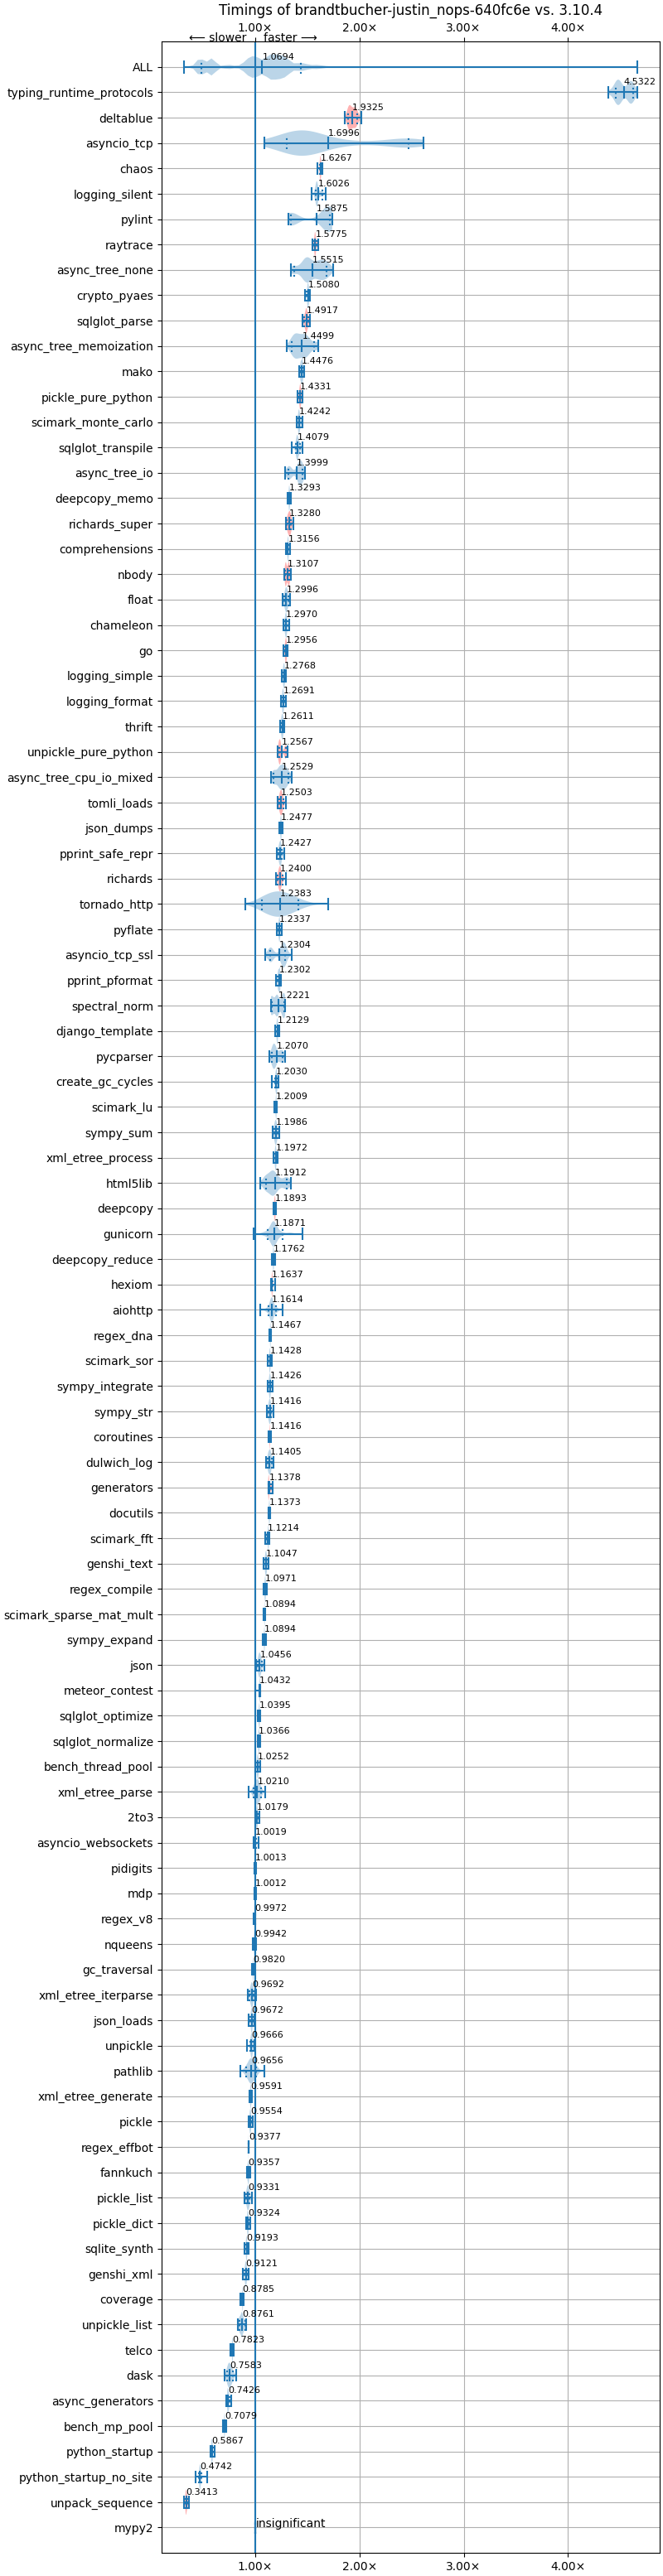 Timings of brandtbucher-justin_nops-640fc6e vs. 3.10.4
1.00× 2.00× 3.00× 4.00×
⟵ slower faster ⟶
ALL 1.0694
typing_runtime_protocols 4.5322
deltablue 1.9325
asyncio_tcp 1.6996
chaos 1.6267
logging_silent 1.6026
pylint 1.5875
raytrace 1.5775
async_tree_none 1.5515
crypto_pyaes 1.5080
sqlglot_parse 1.4917
async_tree_memoization 1.4499
mako 1.4476
pickle_pure_python 1.4331
scimark_monte_carlo 1.4242
sqlglot_transpile 1.4079
async_tree_io 1.3999
deepcopy_memo 1.3293
richards_super 1.3280
comprehensions 1.3156
nbody 1.3107
float 1.2996
chameleon 1.2970
go 1.2956
logging_simple 1.2768
logging_format 1.2691
thrift 1.2611
unpickle_pure_python 1.2567
async_tree_cpu_io_mixed 1.2529
tomli_loads 1.2503
json_dumps 1.2477
pprint_safe_repr 1.2427
richards 1.2400
tornado_http 1.2383
pyflate 1.2337
asyncio_tcp_ssl 1.2304
pprint_pformat 1.2302
spectral_norm 1.2221
django_template 1.2129
pycparser 1.2070
create_gc_cycles 1.2030
scimark_lu 1.2009
sympy_sum 1.1986
xml_etree_process 1.1972
html5lib 1.1912
deepcopy 1.1893
gunicorn 1.1871
deepcopy_reduce 1.1762
hexiom 1.1637
aiohttp 1.1614
regex_dna 1.1467
scimark_sor 1.1428
sympy_integrate 1.1426
sympy_str 1.1416
coroutines 1.1416
dulwich_log 1.1405
generators 1.1378
docutils 1.1373
scimark_fft 1.1214
genshi_text 1.1047
regex_compile 1.0971
scimark_sparse_mat_mult 1.0894
sympy_expand 1.0894
json 1.0456
meteor_contest 1.0432
sqlglot_optimize 1.0395
sqlglot_normalize 1.0366
bench_thread_pool 1.0252
xml_etree_parse 1.0210
2to3 1.0179
asyncio_websockets 1.0019
pidigits 1.0013
mdp 1.0012
regex_v8 0.9972
nqueens 0.9942
gc_traversal 0.9820
xml_etree_iterparse 0.9692
json_loads 0.9672
unpickle 0.9666
pathlib 0.9656
xml_etree_generate 0.9591
pickle 0.9554
regex_effbot 0.9377
fannkuch 0.9357
pickle_list 0.9331
pickle_dict 0.9324
sqlite_synth 0.9193
genshi_xml 0.9121
coverage 0.8785
unpickle_list 0.8761
telco 0.7823
dask 0.7583
async_generators 0.7426
bench_mp_pool 0.7079
python_startup 0.5867
python_startup_no_site 0.4742
unpack_sequence 0.3413
mypy2 insignificant
1.00× 2.00× 3.00× 4.00×